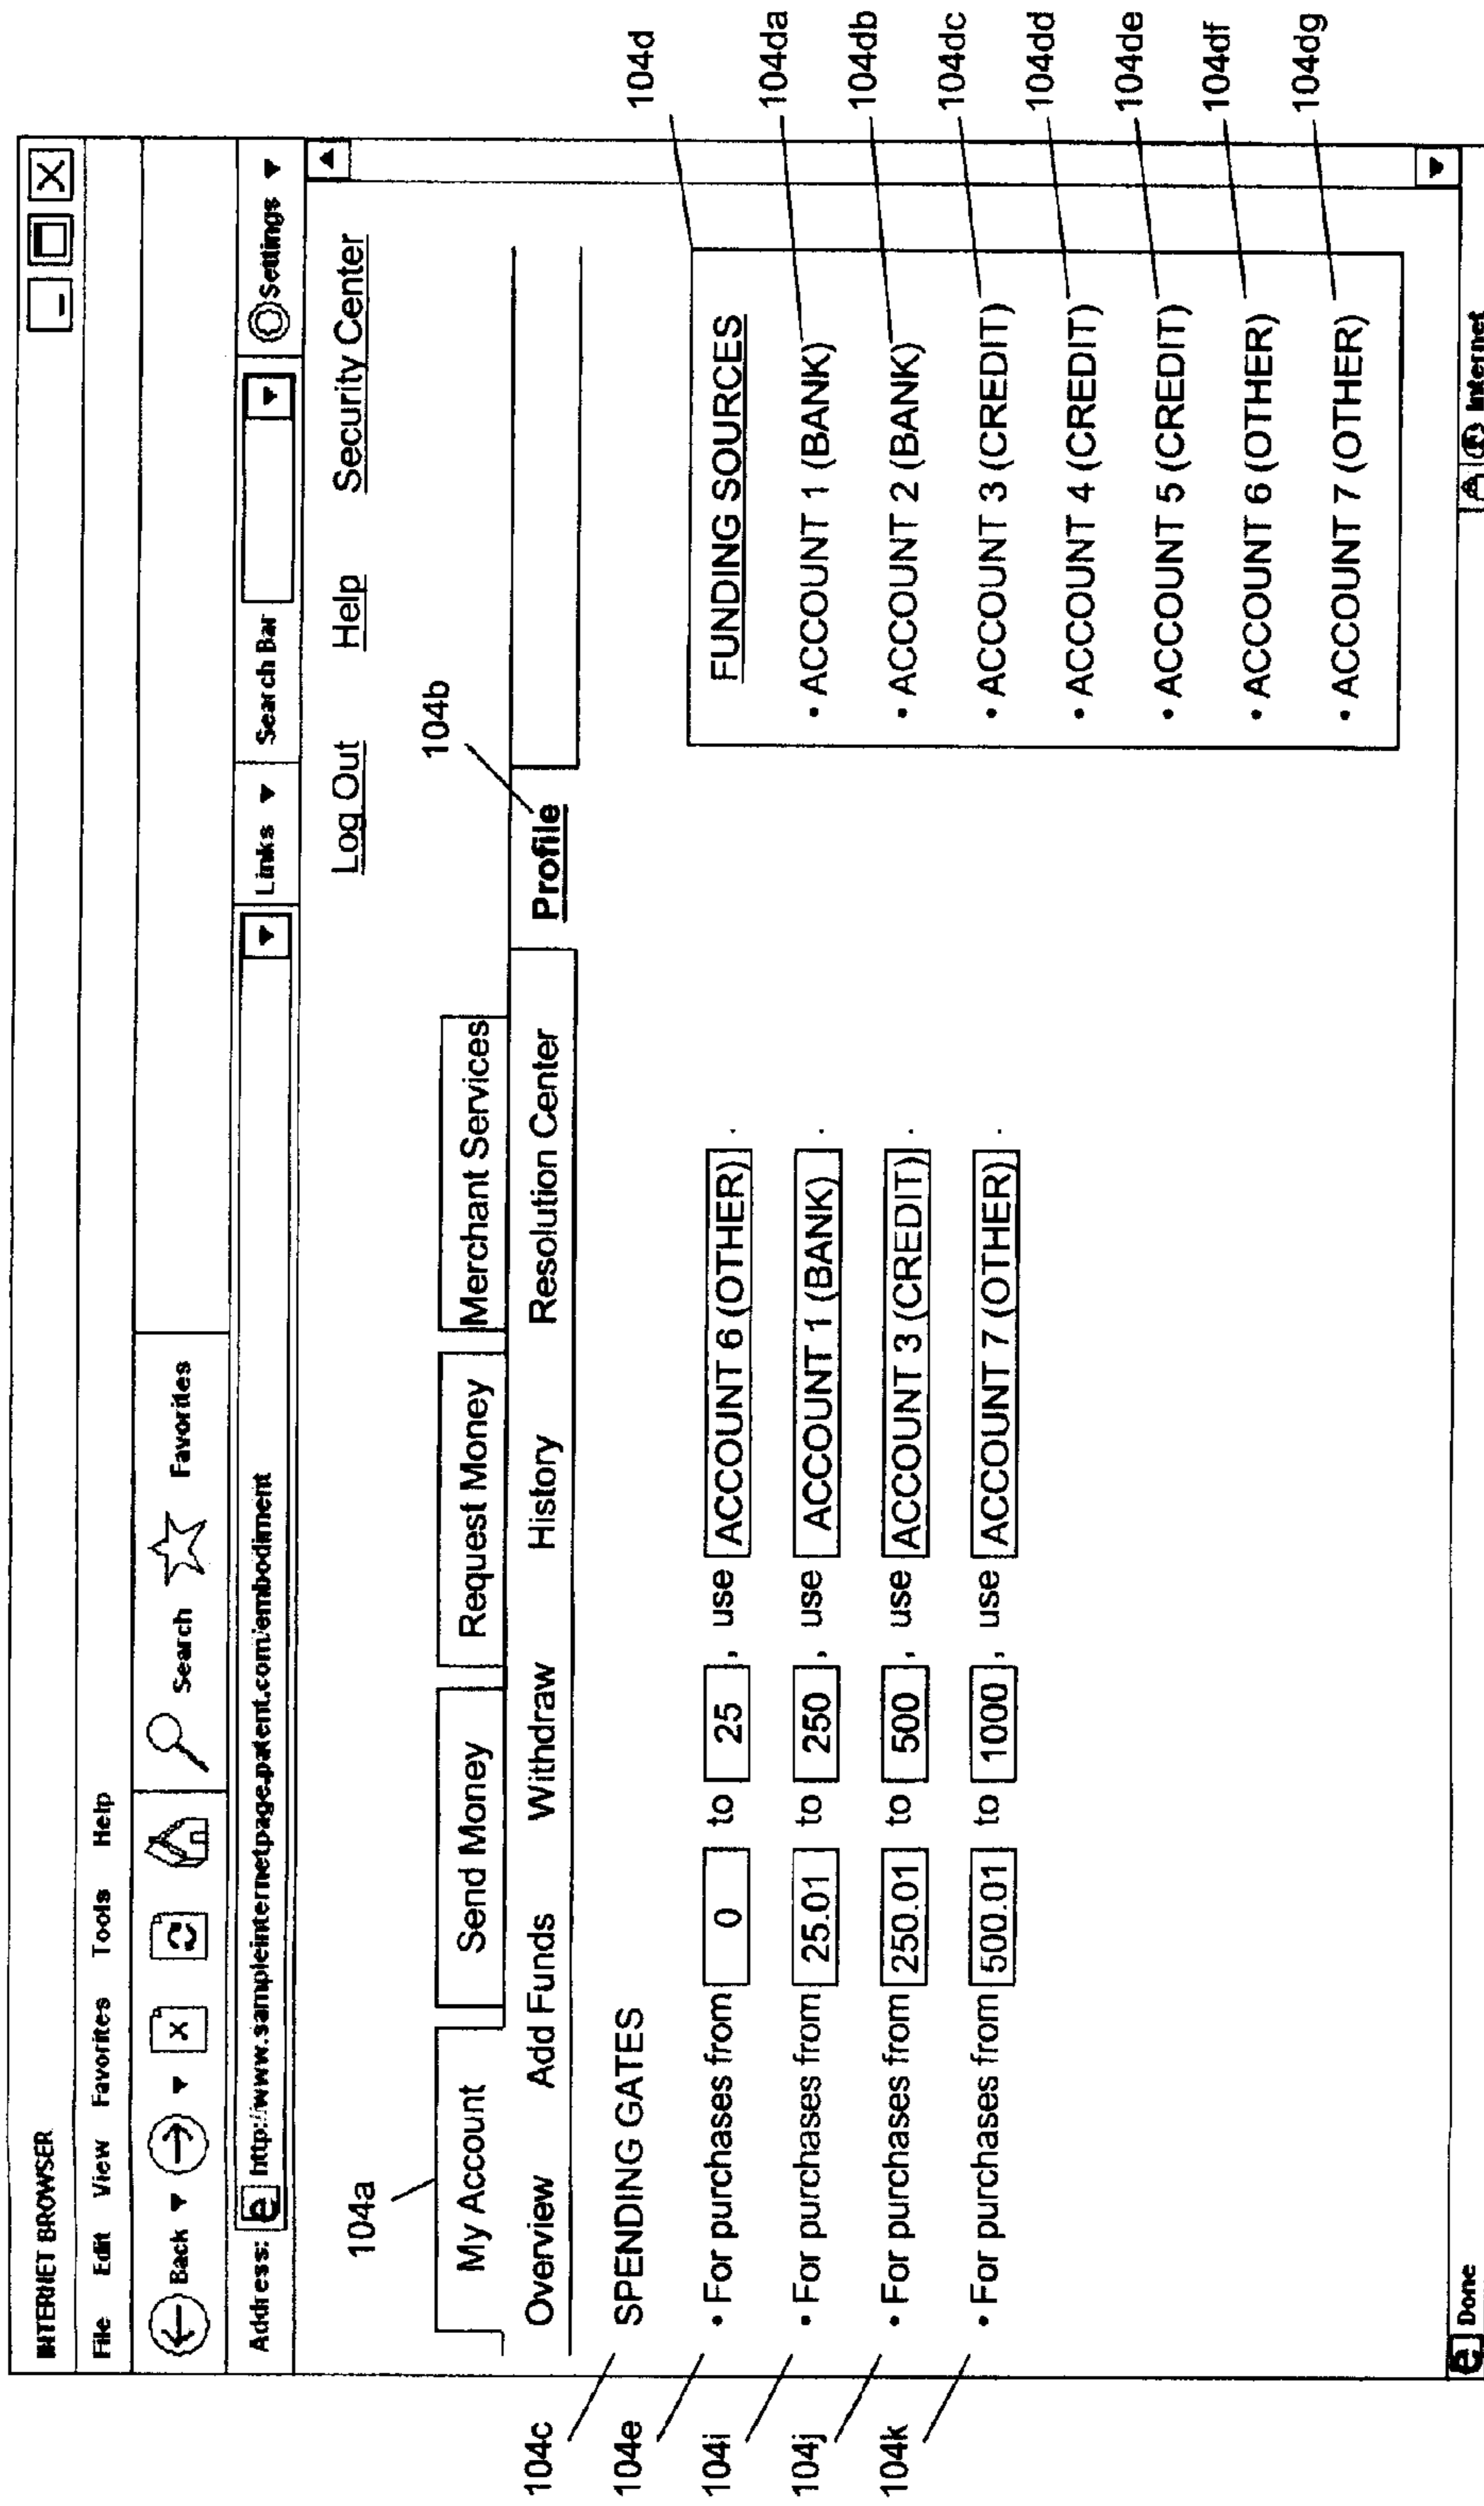 INTERNET BROWSER
File Edit View Favorites Tools Help
Back Search Favorites
Address: http://www.sampleinternetpage.patent.com/embodiment Links Search Bar Settings
Log Out Help Security Center
104a
104b
My Account Send Money Request Money Merchant Services
Overview Add Funds Withdraw History Resolution Center Profile
104c SPENDING GATES
104d
104e • For purchases from 0 to 25 , use ACCOUNT 6 (OTHER) .
104i • For purchases from 25.01 to 250 , use ACCOUNT 1 (BANK) .
104j • For purchases from 250.01 to 500 , use ACCOUNT 3 (CREDIT) .
104k • For purchases from 500.01 to 1000 , use ACCOUNT 7 (OTHER) .
FUNDING SOURCES
• ACCOUNT 1 (BANK) 104da
• ACCOUNT 2 (BANK) 104db
• ACCOUNT 3 (CREDIT) 104dc
• ACCOUNT 4 (CREDIT) 104dd
• ACCOUNT 5 (CREDIT) 104de
• ACCOUNT 6 (OTHER) 104df
• ACCOUNT 7 (OTHER) 104dg
Done Internet